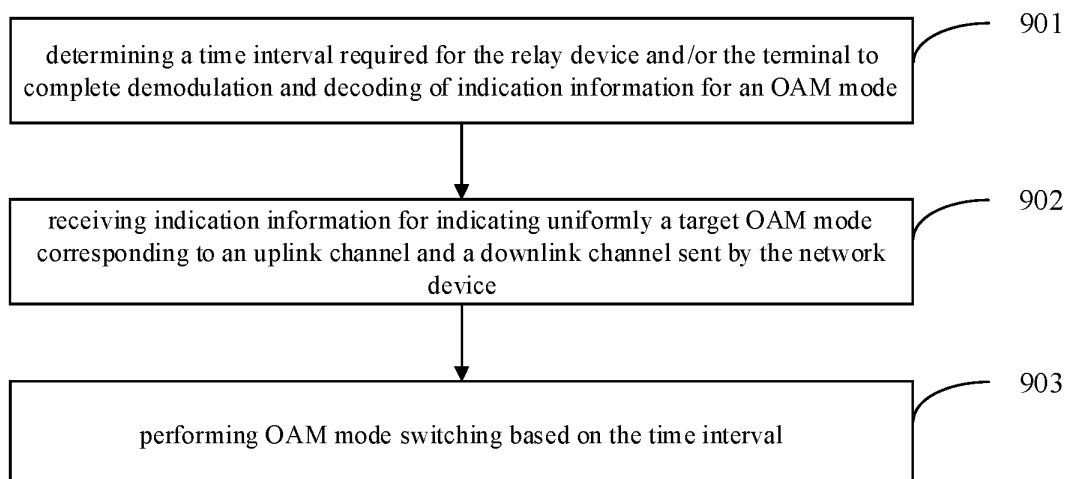 901
determining a time interval required for the relay device and/or the terminal to
complete demodulation and decoding of indication information for an OAM mode
902
receiving indication information for indicating uniformly a target OAM mode
corresponding to an uplink channel and a downlink channel sent by the network
device
903
performing OAM mode switching based on the time interval